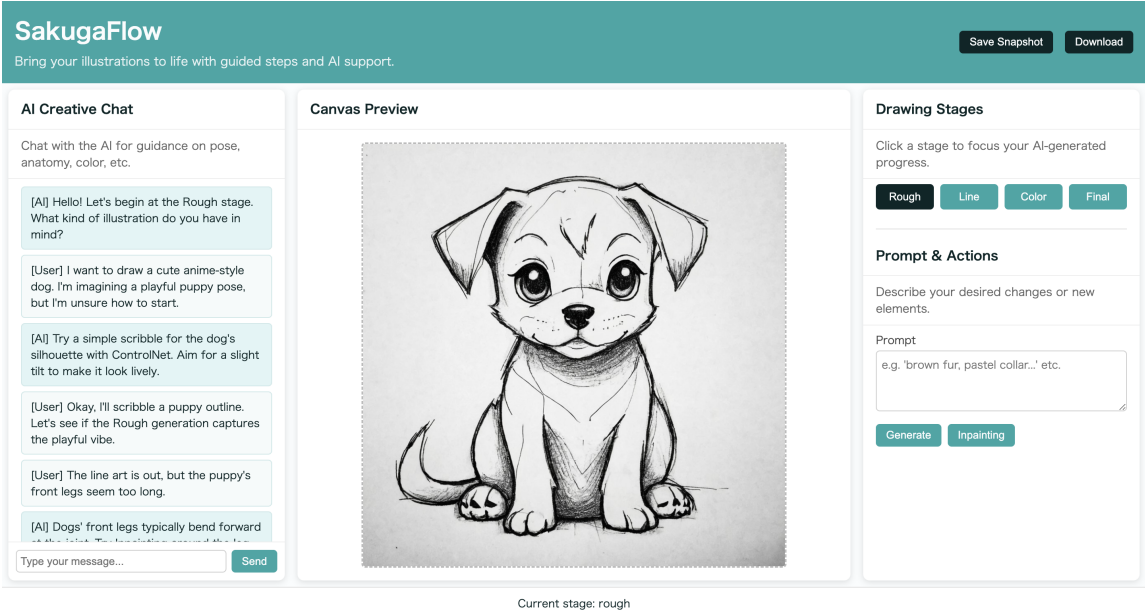 SakugaFlow
Bring your illustrations to life with guided steps and AI support.
Save Snapshot
Download
AI Creative Chat
Chat with the AI for guidance on pose,
anatomy, color, etc.
[AI] Hello! Let's begin at the Rough stage.
What kind of illustration do you have in
mind?
[User] I want to draw a cute anime-style
dog. I'm imagining a playful puppy pose,
but I'm unsure how to start.
[AI] Try a simple scribble for the dog's
silhouette with ControlNet. Aim for a slight
tilt to make it look lively.
[User] Okay, I'll scribble a puppy outline.
Let's see if the Rough generation captures
the playful vibe.
[User] The line art is out, but the puppy's
front legs seem too long.
[AI] Dogs' front legs typically bend forward
at the joint. Try Inpainting around the leg
Type your message...
Send
Canvas Preview
Drawing Stages
Click a stage to focus your AI-generated
progress.
Rough
Line
Color
Final
Prompt & Actions
Describe your desired changes or new
elements.
Prompt
e.g. 'brown fur, pastel collar...' etc.
Generate
Inpainting
Current stage: rough